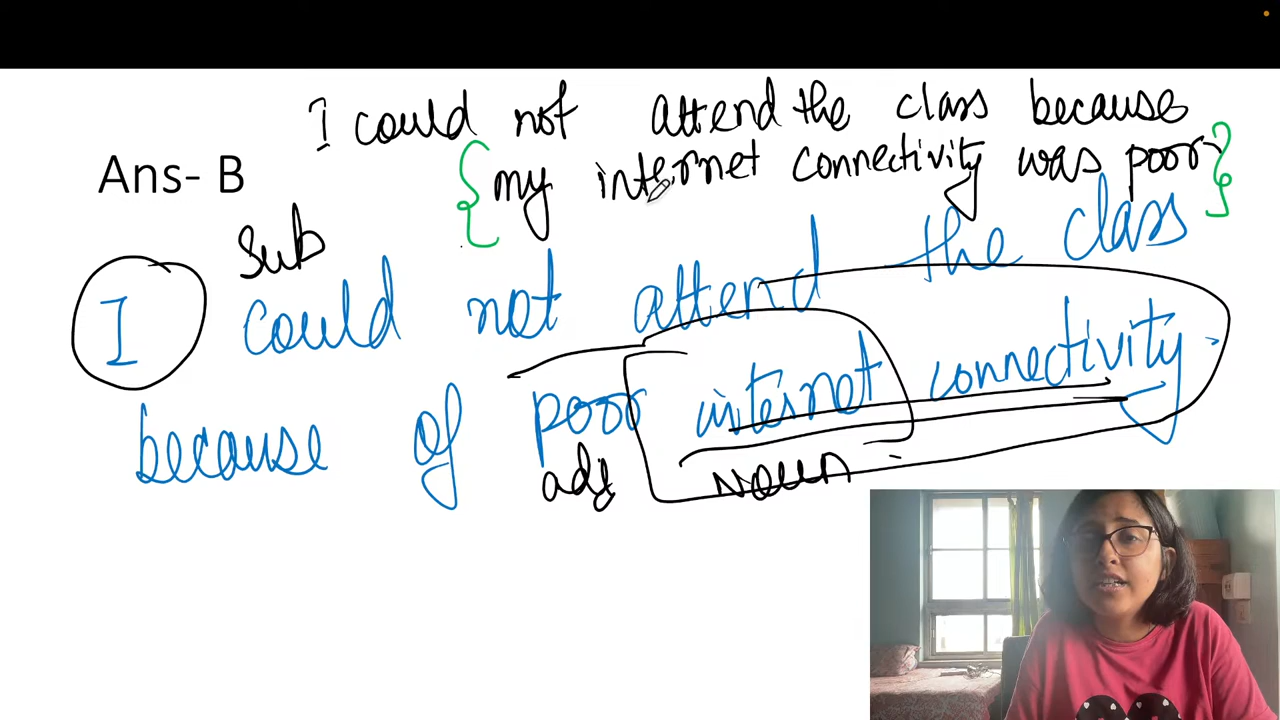 I could not attend the class because
Ans- B
{my internet connectivity was poor}
Sub
I could not attend the class
because of poor internet connectivity.
adj Noun